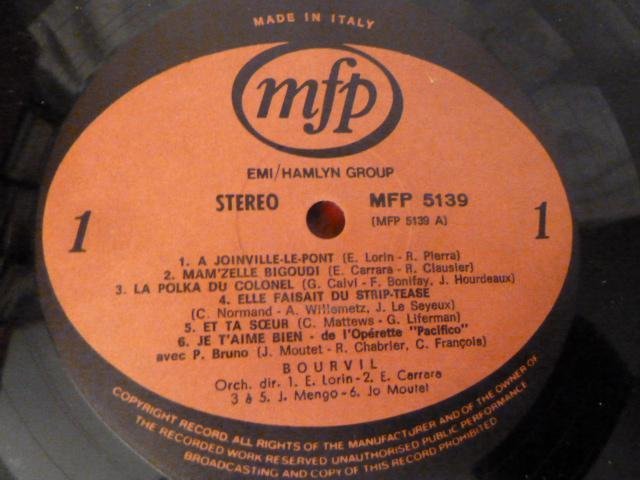 MADE IN ITALY
mfp
EMI/HAMLYN GROUP
STEREO MFP 5139
(MFP 5139 A)
1 1
1. A JOINVILLE-LE-PONT (E. Lorin - R. Pierra)
2. MAM'ZELLE BIGOUDI (E. Carrara - R. Clausier)
3. LA POLKA DU COLONEL (G. Calvi - F. Bonifay, J. Hourdeaux)
4. ELLE FAISAIT DU STRIP-TEASE
(C. Normand - A. Willemetz, J. Le Seyeux)
5. ET TA SŒUR (C. Mattews - G. Liferman)
6. JE T'AIME BIEN - de l'Opérette "Pacifico"
avec P. Bruno (J. Moutet - R. Chabrier, C. François)
BOURVIL
Orch. dir. 1. E. Lorin - 2. E. Carrara
3 à 5. J. Mengo - 6. Jo Moutet
COPYRIGHT RECORD ALL RIGHTS OF THE MANUFACTURER AND OF THE OWNER OF
THE RECORDED WORK RESERVED UNAUTHORISED PUBLIC PERFORMANCE
BROADCASTING AND COPY OF THIS RECORD PROHIBITED